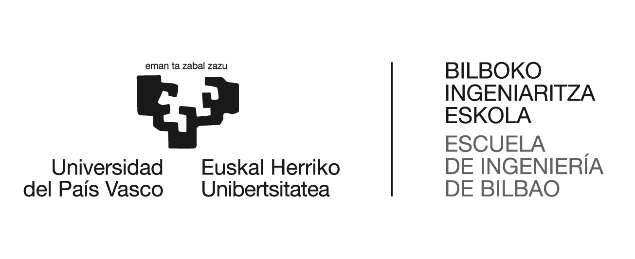 eman ta zabal zazu
Universidad
del País Vasco
Euskal Herriko
Unibertsitatea
BILBOKO
INGENIARITZA
ESKOLA
ESCUELA
DE INGENIERÍA
DE BILBAO